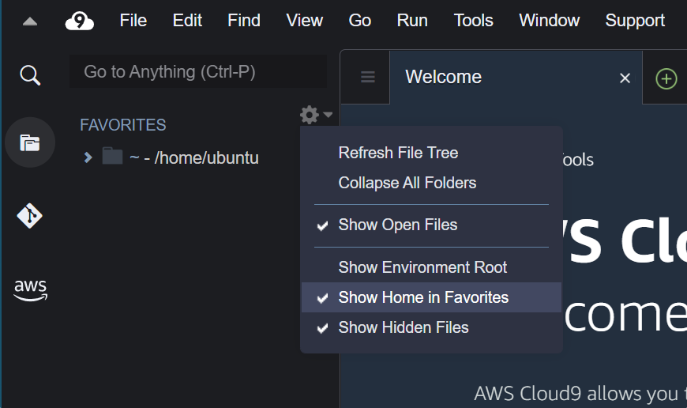 9 File Edit Find View Go Run Tools Window Support
Go to Anything (Ctrl-P)
Welcome
FAVORITES
~ - /home/ubuntu
Refresh File Tree
Collapse All Folders
Show Open Files
Show Environment Root
Show Home in Favorites
Show Hidden Files
aws
ools
WS Clo
come
AWS Cloud9 allows you t